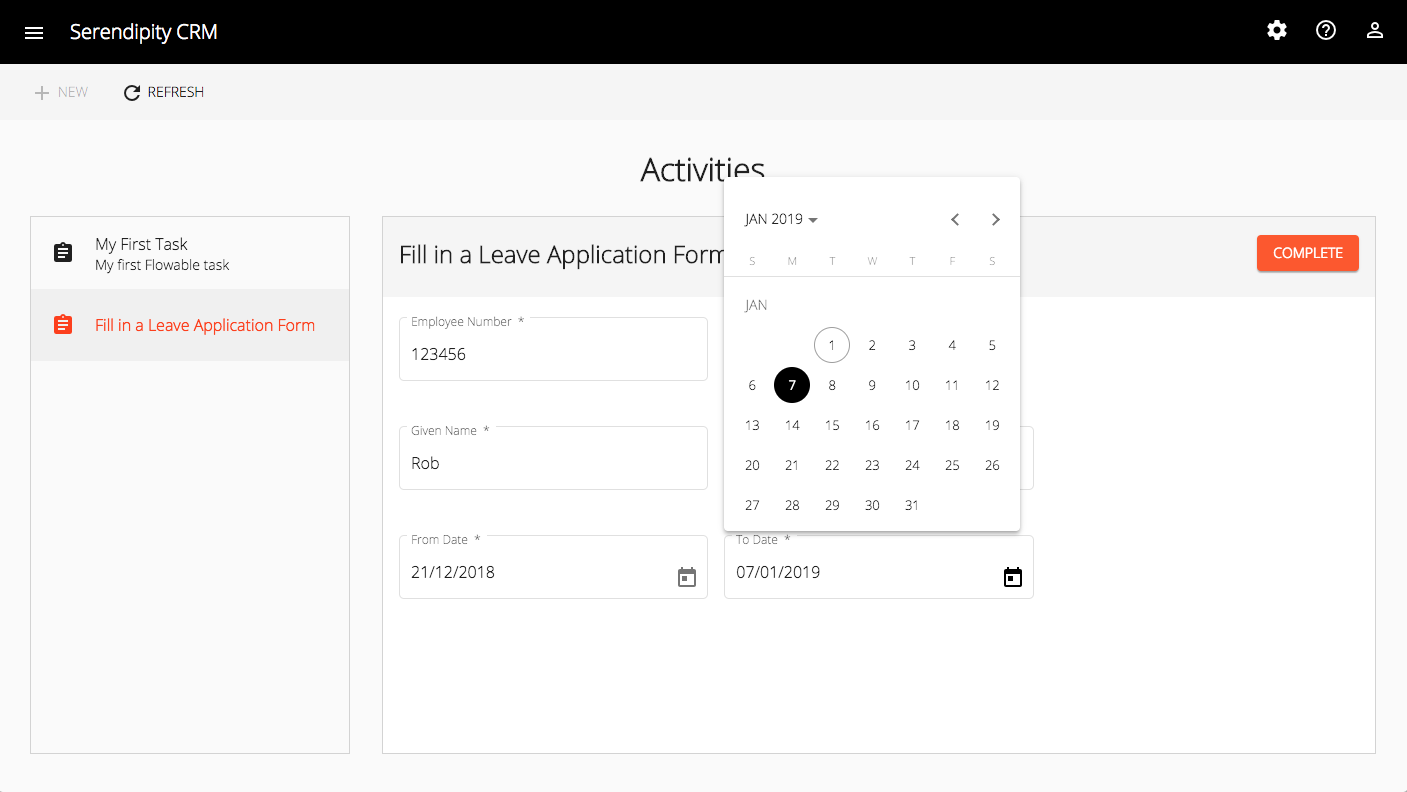 Serendipity CRM
NEW
REFRESH
Activities
My First Task
My first Flowable task
Fill in a Leave Application Form
Fill in a Leave Application Form
COMPLETE
Employee Number *
123456
Given Name *
Rob
From Date *
21/12/2018
To Date *
07/01/2019
JAN 2019
S M T W T F S
JAN
1 2 3 4 5
6 7 8 9 10 11 12
13 14 15 16 17 18 19
20 21 22 23 24 25 26
27 28 29 30 31